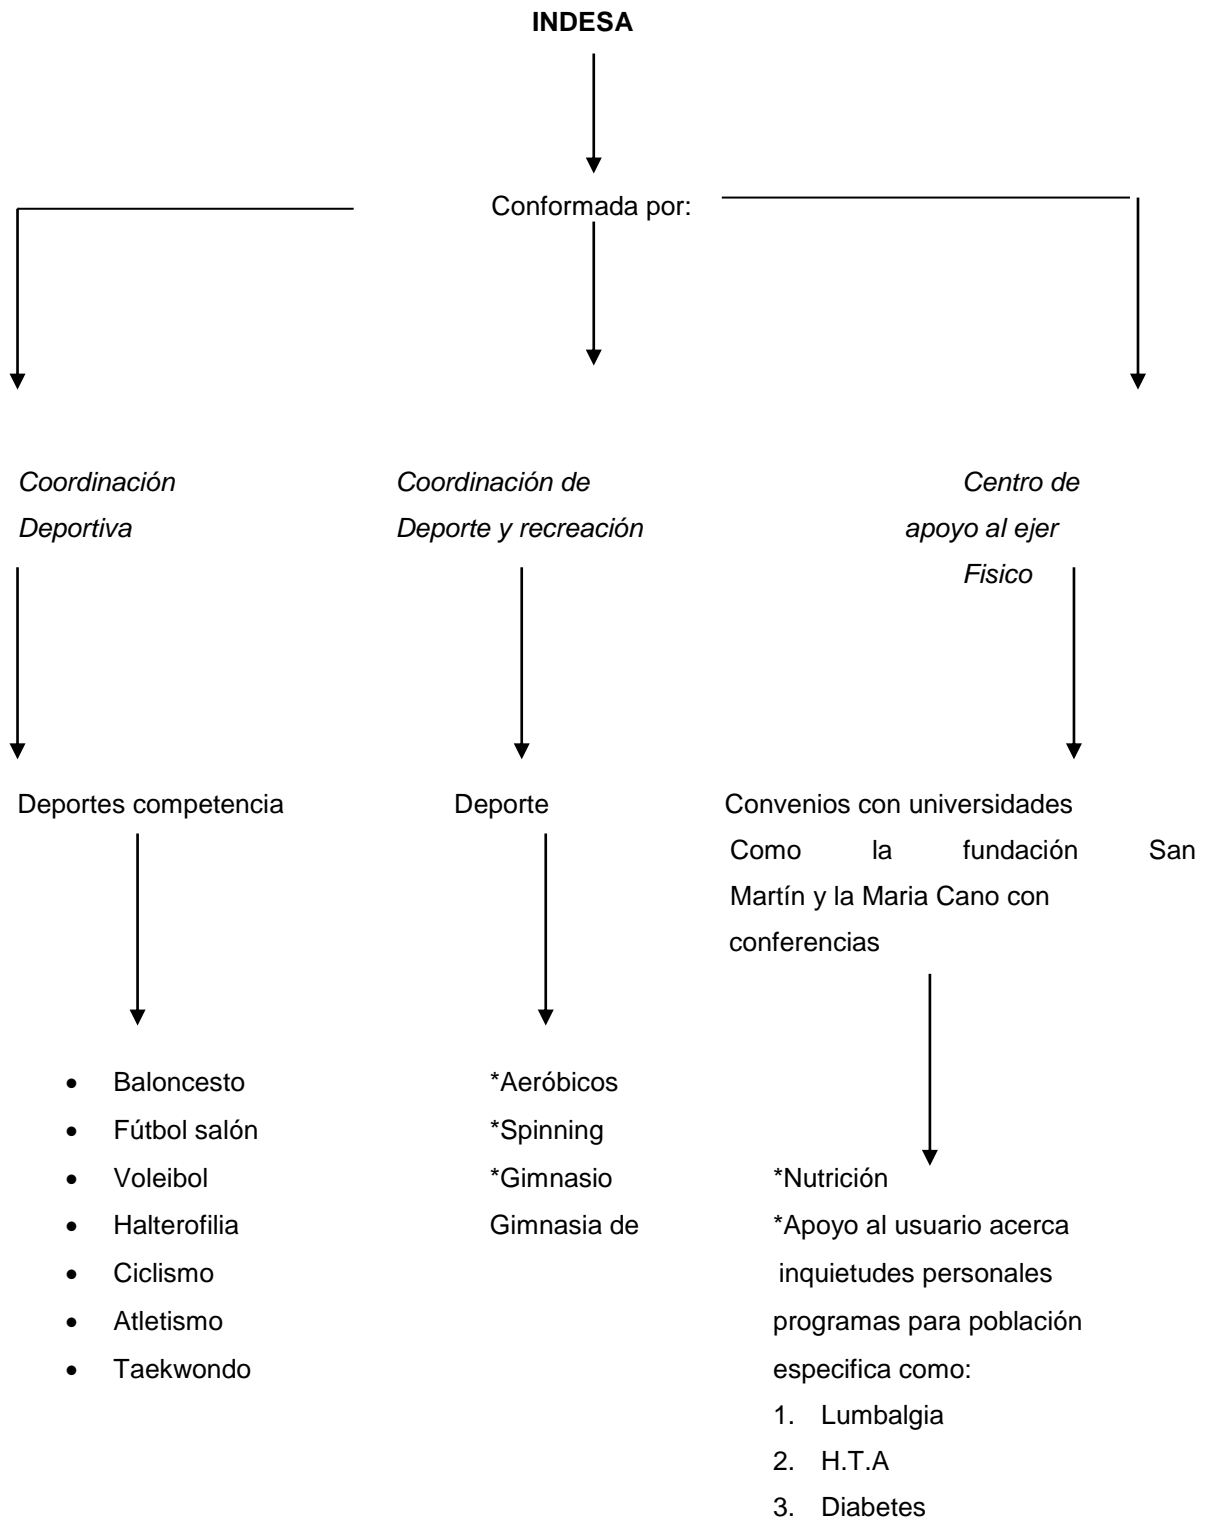 INDESA
Conformada por:
Coordinación
Deportiva
Coordinación de
Deporte y recreación
Centro de
apoyo al ejer
Fisico
Deportes competencia
Deporte
Convenios con universidades
Como la fundación San
Martín y la Maria Cano con
conferencias
• Baloncesto
• Fútbol salón
• Voleibol
• Halterofilia
• Ciclismo
• Atletismo
• Taekwondo
*Aeróbicos
*Spinning
*Gimnasio
Gimnasia de
*Nutrición
*Apoyo al usuario acerca
inquietudes personales
programas para población
especifica como:
1. Lumbalgia
2. H.T.A
3. Diabetes